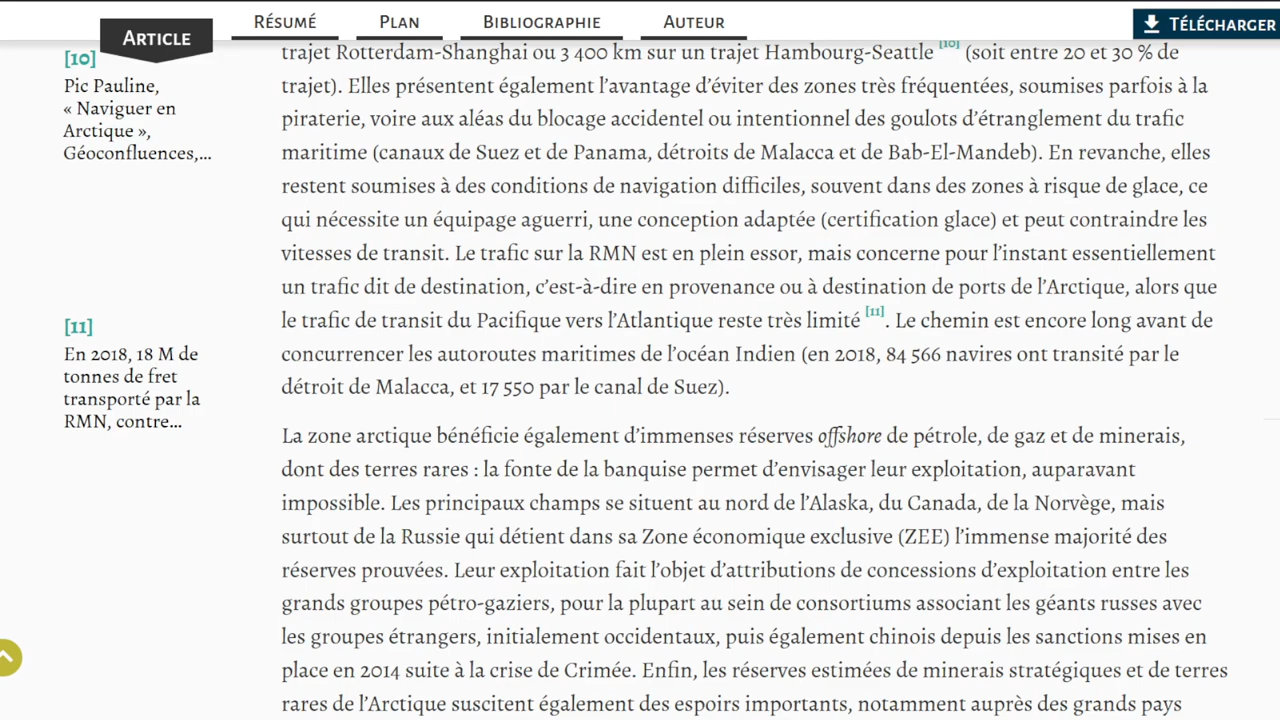 ARTICLE
RÉSUMÉ
PLAN
BIBLIOGRAPHIE
AUTEUR
TÉLÉCHARGER
[10]
Pic Pauline,
« Naviguer en
Arctique »,
Géoconfluences,…
[11]
En 2018, 18 M de
tonnes de fret
transporté par la
RMN, contre…
trajet Rotterdam-Shanghai ou 3 400 km sur un trajet Hambourg-Seattle [10] (soit entre 20 et 30 % de
trajet). Elles présentent également l’avantage d’éviter des zones très fréquentées, soumises parfois à la
piraterie, voire aux aléas du blocage accidentel ou intentionnel des goulots d’étranglement du trafic
maritime (canaux de Suez et de Panama, détroits de Malacca et de Bab-El-Mandeb). En revanche, elles
restent soumises à des conditions de navigation difficiles, souvent dans des zones à risque de glace, ce
qui nécessite un équipage aguerri, une conception adaptée (certification glace) et peut contraindre les
vitesses de transit. Le trafic sur la RMN est en plein essor, mais concerne pour l’instant essentiellement
un trafic dit de destination, c’est-à-dire en provenance ou à destination de ports de l’Arctique, alors que
le trafic de transit du Pacifique vers l’Atlantique reste très limité [11]. Le chemin est encore long avant de
concurrencer les autoroutes maritimes de l’océan Indien (en 2018, 84 566 navires ont transité par le
détroit de Malacca, et 17 550 par le canal de Suez).
La zone arctique bénéficie également d’immenses réserves offshore de pétrole, de gaz et de minerais,
dont des terres rares : la fonte de la banquise permet d’envisager leur exploitation, auparavant
impossible. Les principaux champs se situent au nord de l’Alaska, du Canada, de la Norvège, mais
surtout de la Russie qui détient dans sa Zone économique exclusive (ZEE) l’immense majorité des
réserves prouvées. Leur exploitation fait l’objet d’attributions de concessions d’exploitation entre les
grands groupes pétro-gaziers, pour la plupart au sein de consortiums associant les géants russes avec
les groupes étrangers, initialement occidentaux, puis également chinois depuis les sanctions mises en
place en 2014 suite à la crise de Crimée. Enfin, les réserves estimées de minerais stratégiques et de terres
rares de l’Arctique suscitent également des espoirs importants, notamment auprès des grands pays